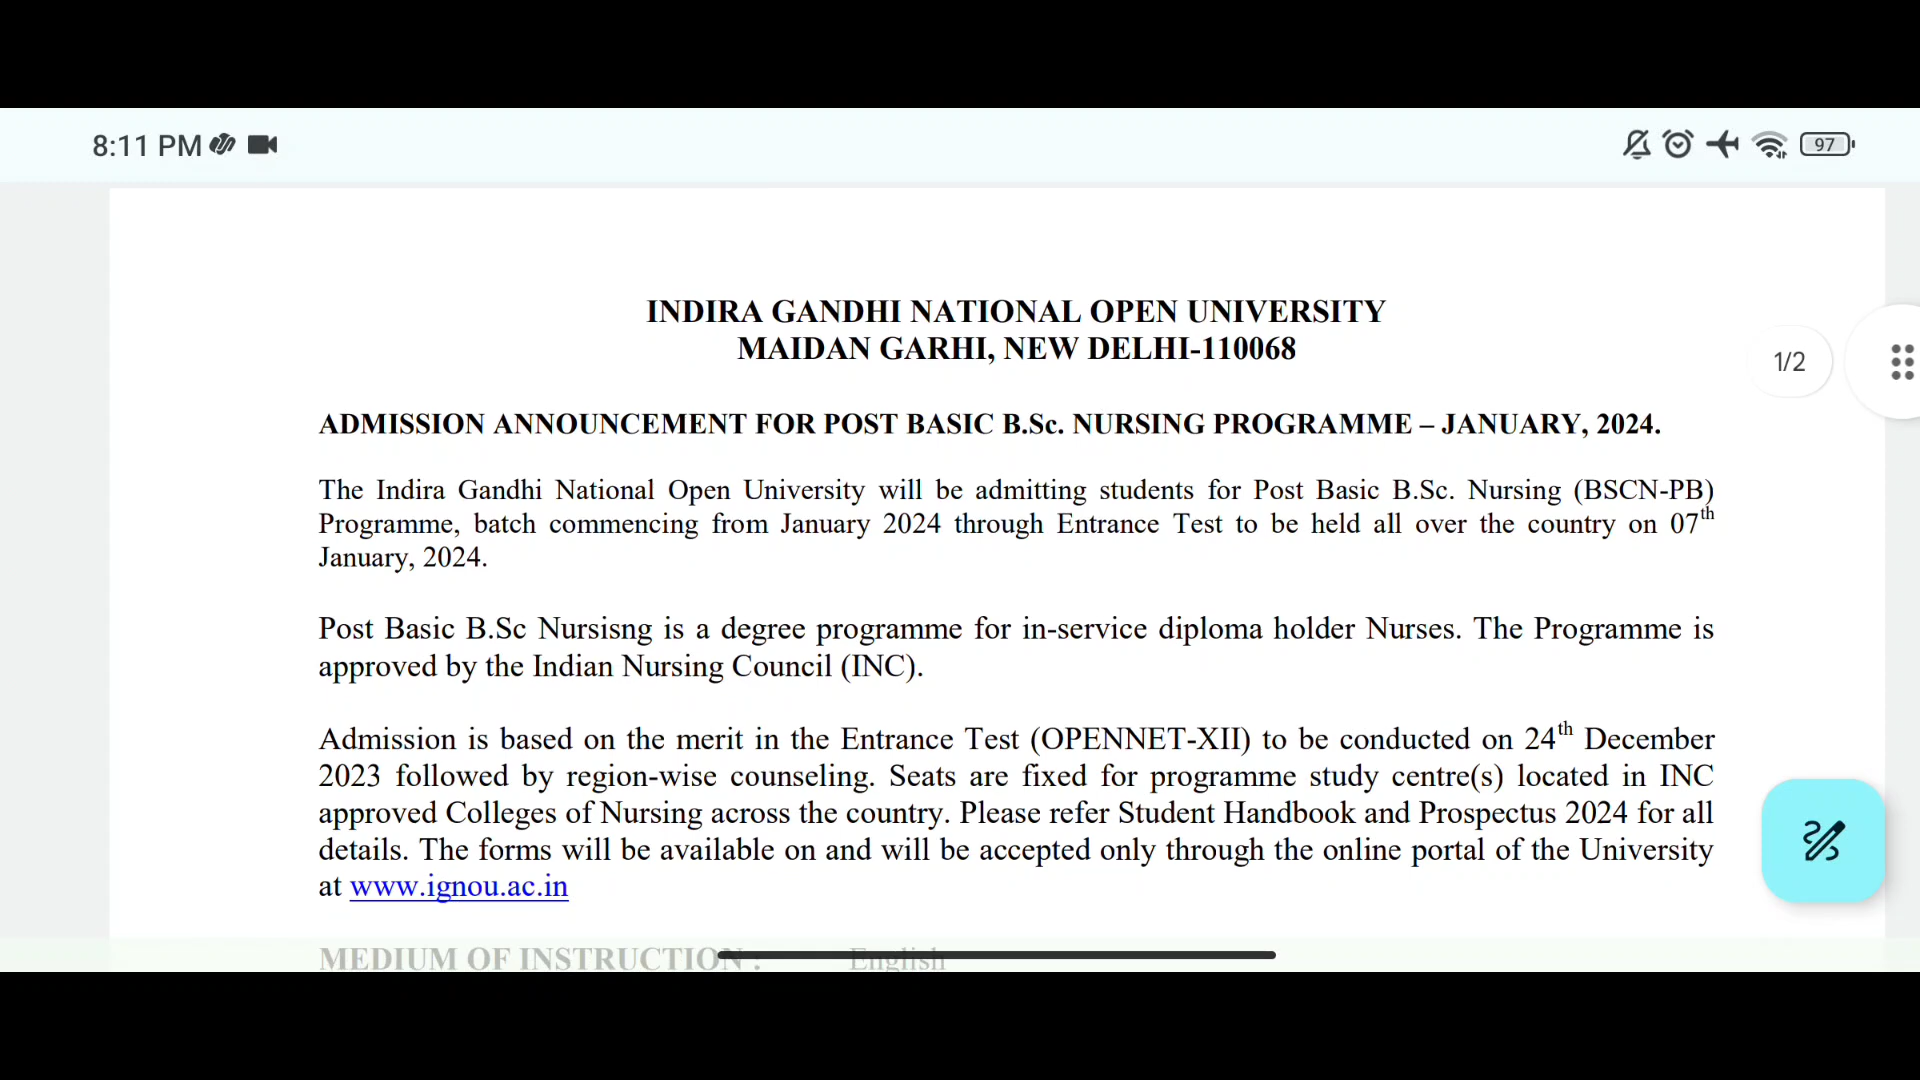 8:11 PM
97
INDIRA GANDHI NATIONAL OPEN UNIVERSITY
MAIDAN GARHI, NEW DELHI-110068
1/2
ADMISSION ANNOUNCEMENT FOR POST BASIC B.Sc. NURSING PROGRAMME – JANUARY, 2024.
The Indira Gandhi National Open University will be admitting students for Post Basic B.Sc. Nursing (BSCN-PB)
Programme, batch commencing from January 2024 through Entrance Test to be held all over the country on 07th
January, 2024.
Post Basic B.Sc Nursisng is a degree programme for in-service diploma holder Nurses. The Programme is
approved by the Indian Nursing Council (INC).
Admission is based on the merit in the Entrance Test (OPENNET-XII) to be conducted on 24th December
2023 followed by region-wise counseling. Seats are fixed for programme study centre(s) located in INC
approved Colleges of Nursing across the country. Please refer Student Handbook and Prospectus 2024 for all
details. The forms will be available on and will be accepted only through the online portal of the University
at www.ignou.ac.in
MEDIUM OF INSTRUCTION : English